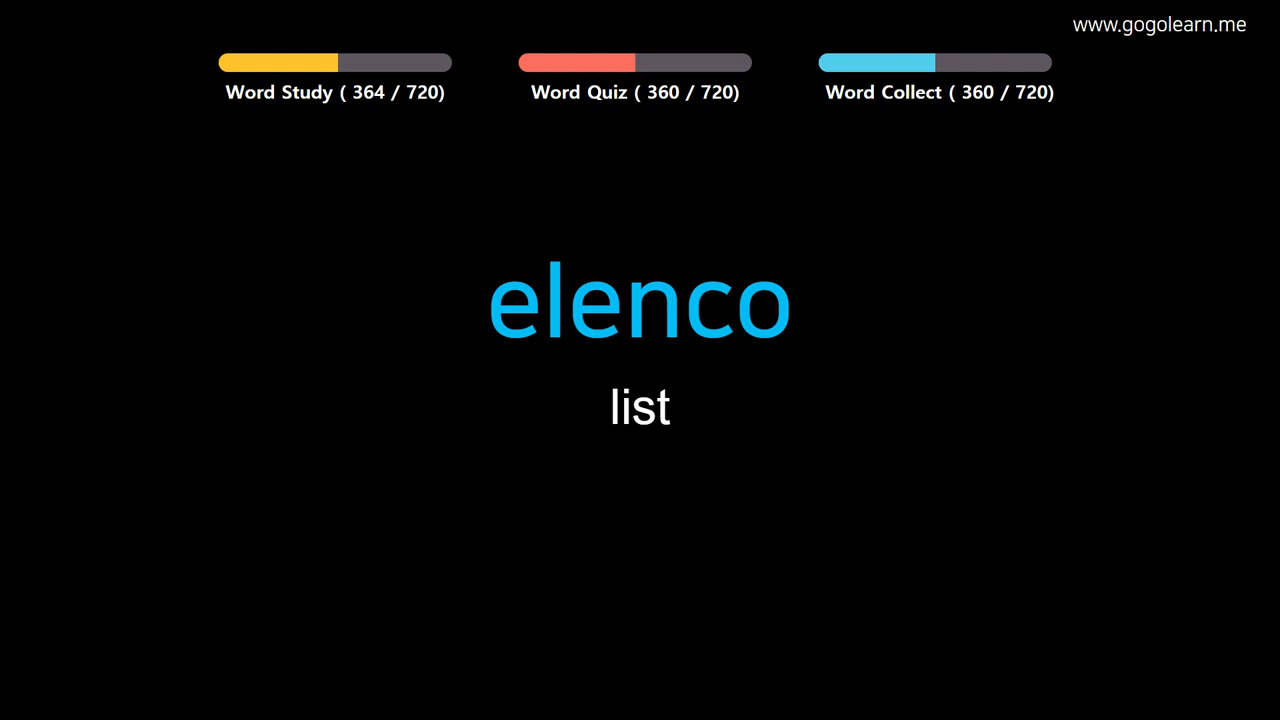 www.gogolearn.me
Word Study ( 364 / 720)
Word Quiz ( 360 / 720)
Word Collect ( 360 / 720)
elenco
list